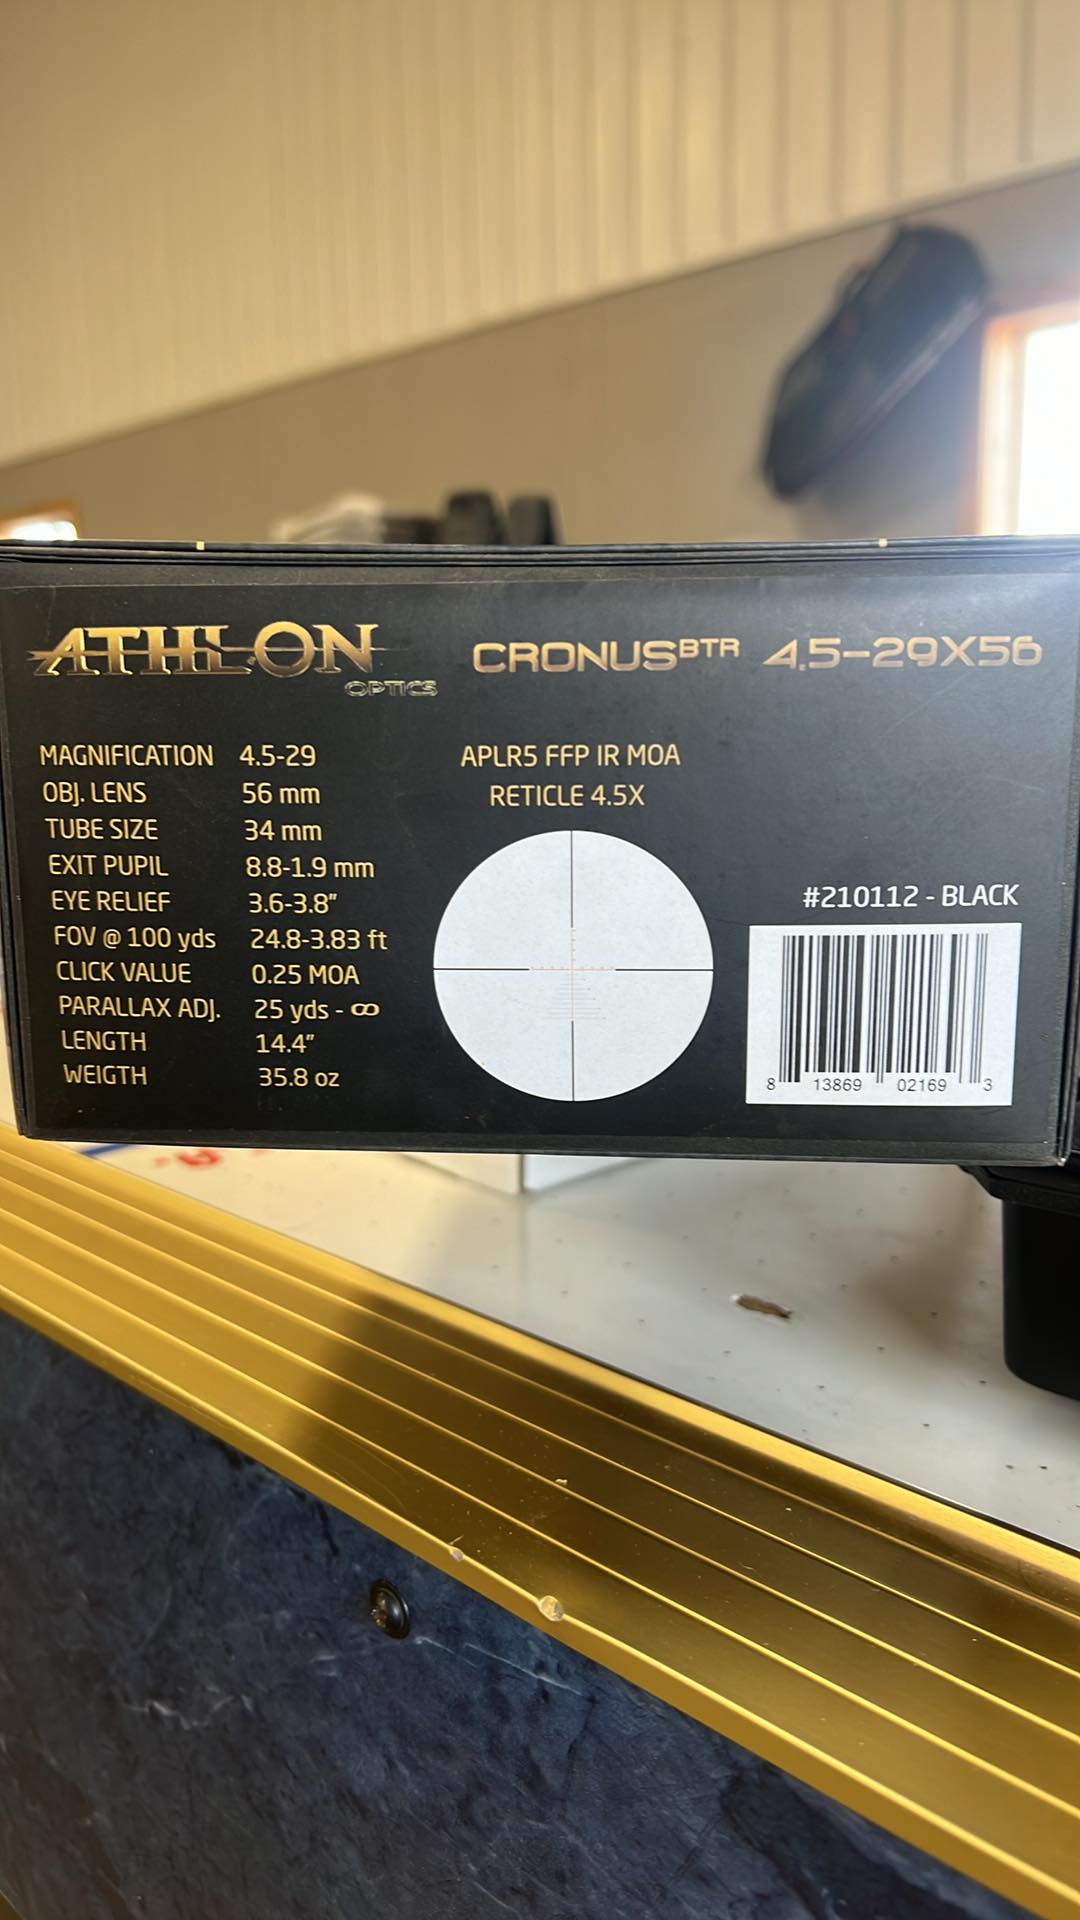 ATHLON
OPTICS
CRONUS BTR 4.5-29X56
MAGNIFICATION 4.5-29
OBJ. LENS 56 mm
TUBE SIZE 34 mm
EXIT PUPIL 8.8-1.9 mm
EYE RELIEF 3.6-3.8"
FOV @ 100 yds 24.8-3.83 ft
CLICK VALUE 0.25 MOA
PARALLAX ADJ. 25 yds - ∞
LENGTH 14.4"
WEIGTH 35.8 oz
APLR5 FFP IR MOA
RETICLE 4.5X
#210112 - BLACK
8 13869 02169 3